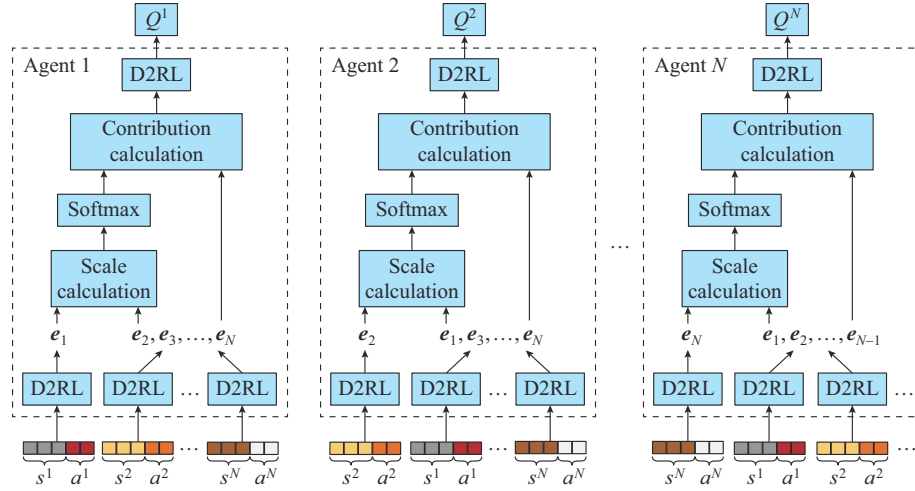 Q^1 Q^2 Q^N
Agent 1 Agent 2 Agent N
D2RL D2RL D2RL
Contribution calculation Contribution calculation Contribution calculation
Softmax Softmax Softmax
...
Scale calculation Scale calculation Scale calculation
e_1 e_2, e_3, ..., e_N e_2 e_1, e_3, ..., e_N e_N e_1, e_2, ..., e_{N−1}
D2RL D2RL ... D2RL D2RL D2RL ... D2RL D2RL D2RL D2RL ...
... ... ...
s^1 a^1 s^2 a^2 s^N a^N s^2 a^2 s^1 a^1 s^N a^N s^N a^N s^1 a^1 s^2 a^2